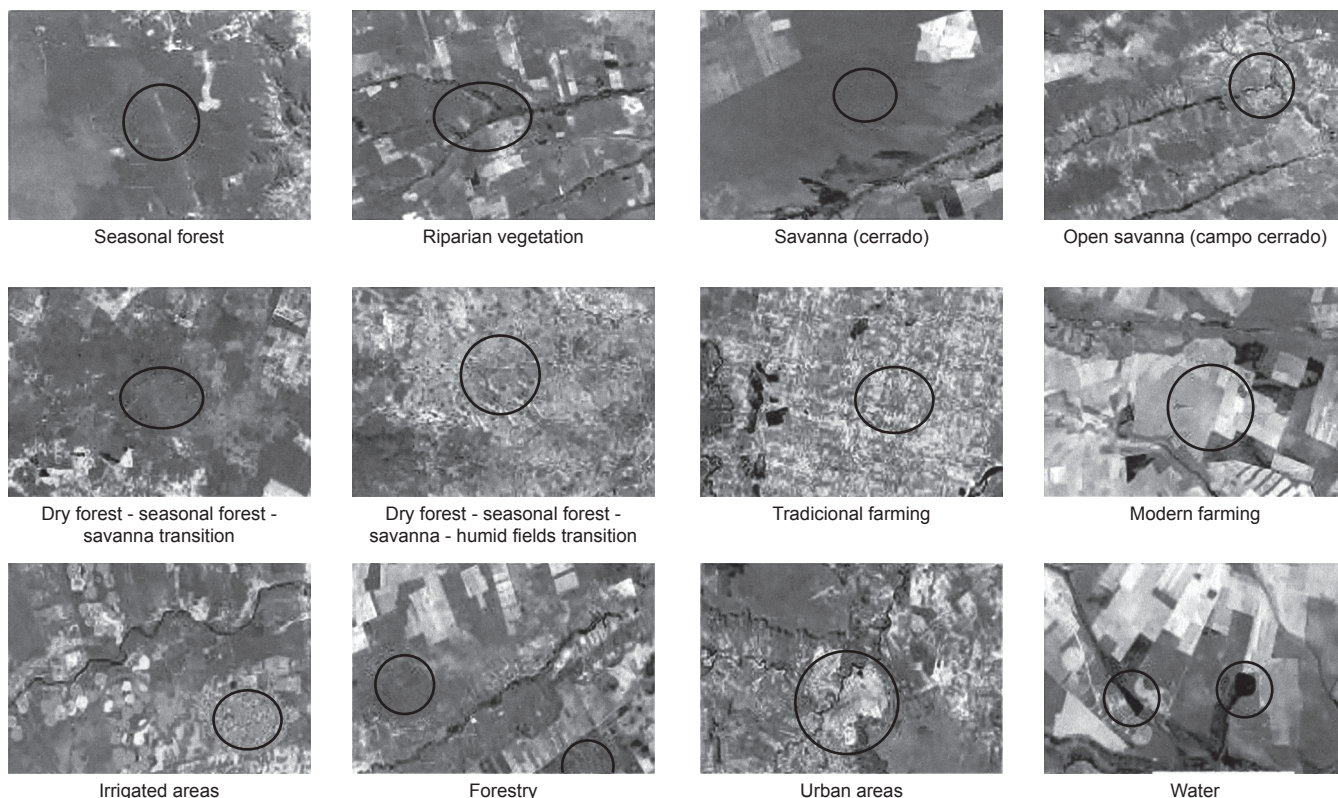 Seasonal forest
Riparian vegetation
Savanna (cerrado)
Open savanna (campo cerrado)
Dry forest - seasonal forest -
savanna transition
Dry forest - seasonal forest -
savanna - humid fields transition
Tradicional farming
Modern farming
Irrigated areas
Forestry
Urban areas
Water